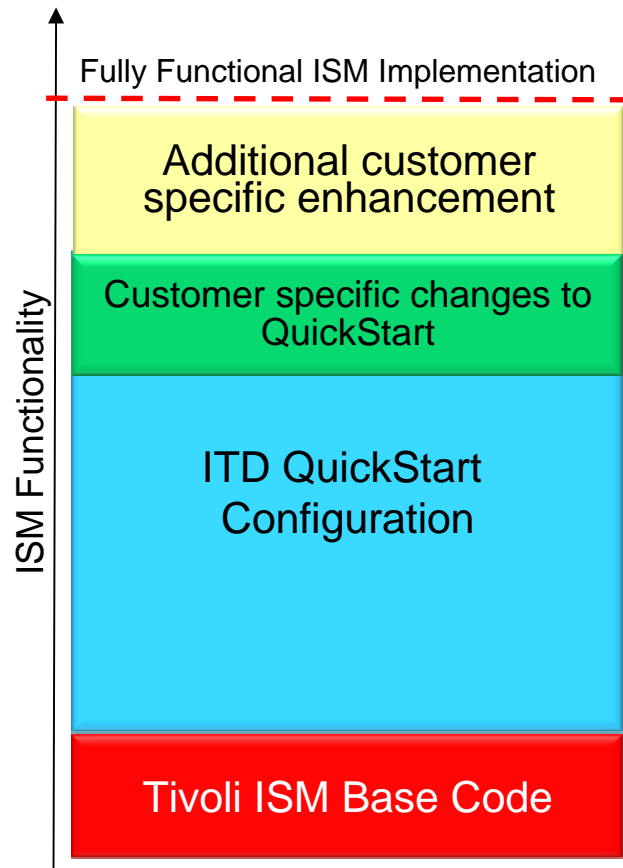 Fully Functional ISM Implementation
Additional customer
specific enhancement
Customer specific changes to
QuickStart
ITD QuickStart
Configuration
Tivoli ISM Base Code
ISM Functionality